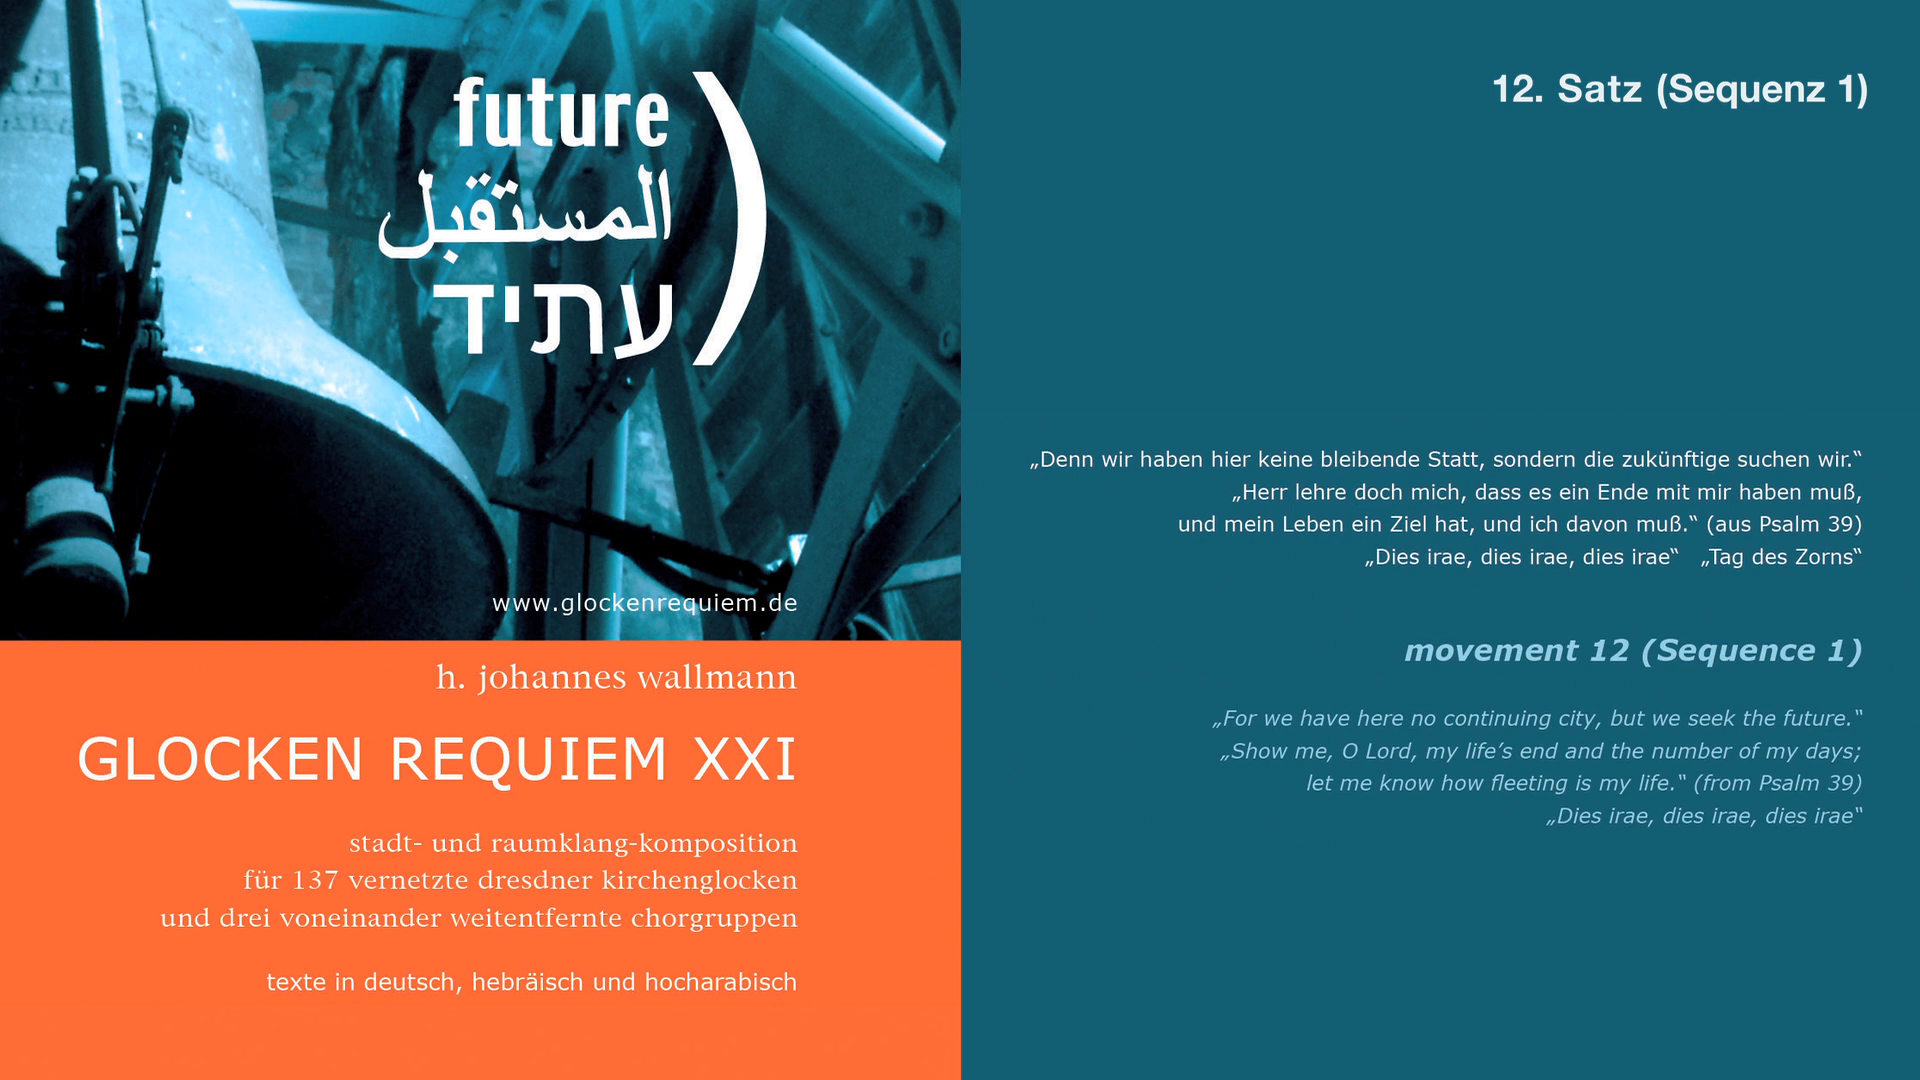 future
المستقبل
עתיד
www.glockenrequiem.de
h. johannes wallmann
GLOCKEN REQUIEM XXI
stadt- und raumklang-komposition
für 137 vernetzte dresdner kirchenglocken
und drei voneinander weitentfernte chorgruppen
texte in deutsch, hebräisch und hocharabisch
12. Satz (Sequenz 1)
„Denn wir haben hier keine bleibende Statt, sondern die zukünftige suchen wir.“
„Herr lehre doch mich, dass es ein Ende mit mir haben muß,
und mein Leben ein Ziel hat, und ich davon muß.“ (aus Psalm 39)
„Dies irae, dies irae, dies irae“ „Tag des Zorns“
movement 12 (Sequence 1)
„For we have here no continuing city, but we seek the future.“
„Show me, O Lord, my life’s end and the number of my days;
let me know how fleeting is my life.“ (from Psalm 39)
„Dies irae, dies irae, dies irae“